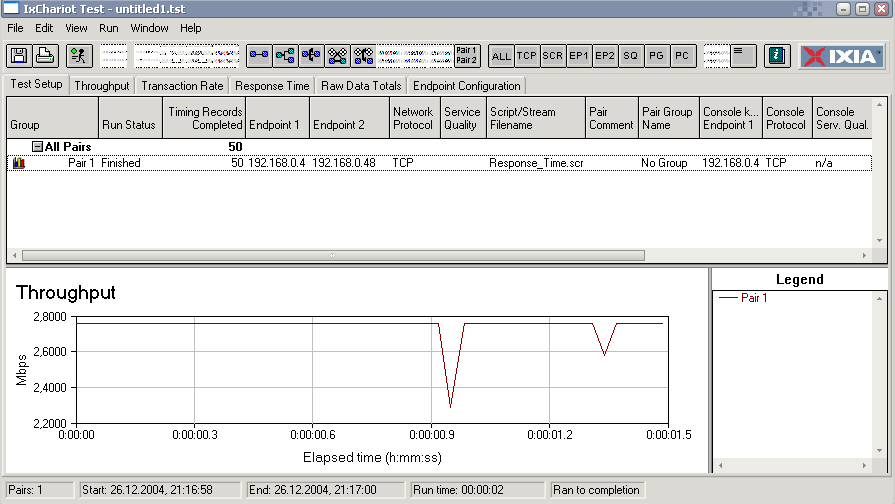 IxChariot Test - untitled1.tst
File Edit View Run Window Help
Pair 1
Pair 2
ALL TCP SCR EP1 EP2 SQ PG PC
IXIA
Test Setup Throughput Transaction Rate Response Time Raw Data Totals Endpoint Configuration
Group Run Status Timing Records Completed Endpoint 1 Endpoint 2 Network Protocol Service Quality Script/Stream Filename Pair Comment Pair Group Name Console k... Endpoint 1 Console Protocol Console Serv. Qual.
All Pairs 50
Pair 1 Finished 50 192.168.0.4 192.168.0.48 TCP Response_Time.scr No Group 192.168.0.4 TCP n/a
Throughput
Mbps
2,8000
2,6000
2,4000
2,2000
0:00:00 0:00:00.3 0:00:00.6 0:00:00.9 0:00:01.2 0:00:01.5
Elapsed time (h:mm:ss)
Legend
Pair 1
Pairs: 1 Start: 26.12.2004, 21:16:58 End: 26.12.2004, 21:17:00 Run time: 00:00:02 Ran to completion